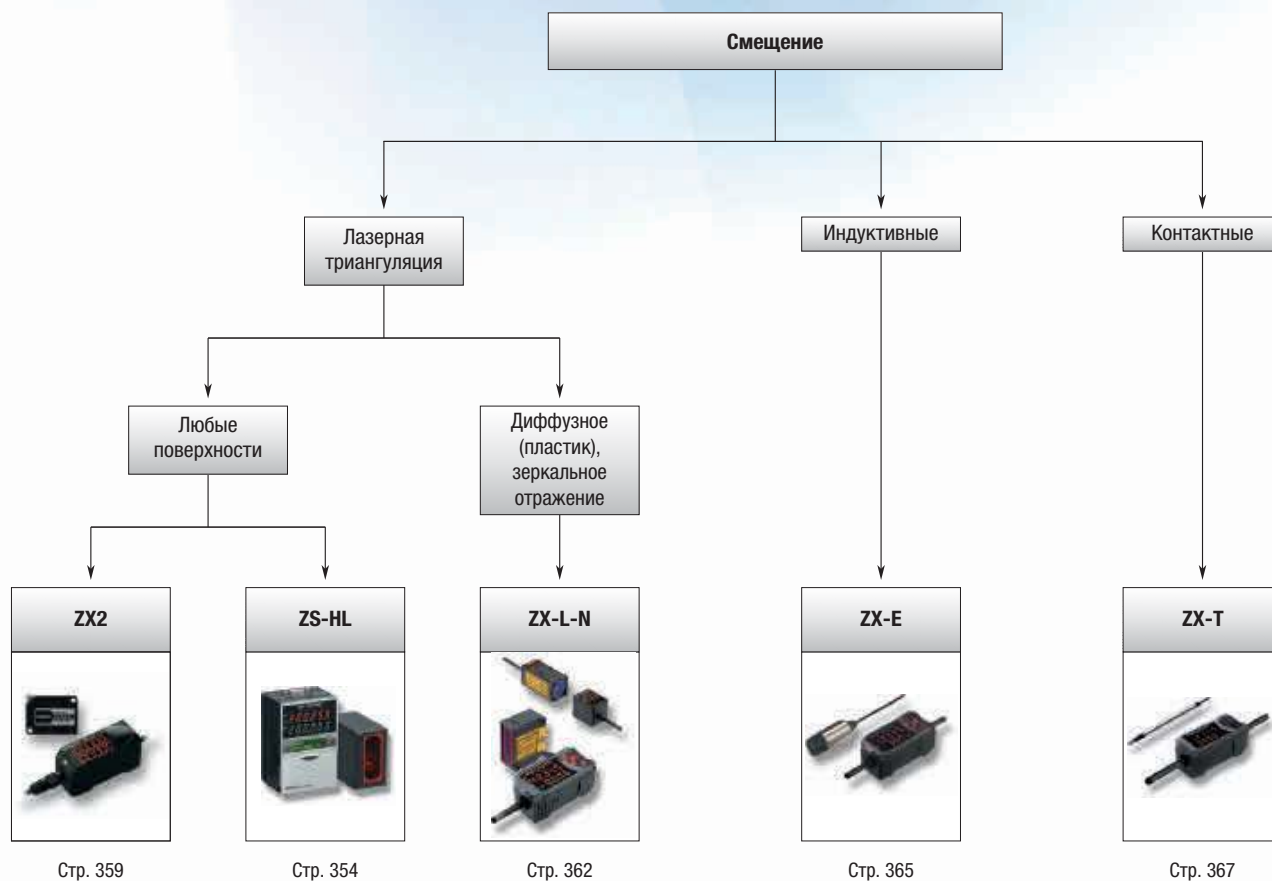 Смещение
Лазерная
триангуляция
Индуктивные
Контактные
Любые
поверхности
Диффузное
(пластик),
зеркальное
отражение
ZX2
ZS-HL
ZX-L-N
ZX-E
ZX-T
Стр. 359
Стр. 354
Стр. 362
Стр. 365
Стр. 367